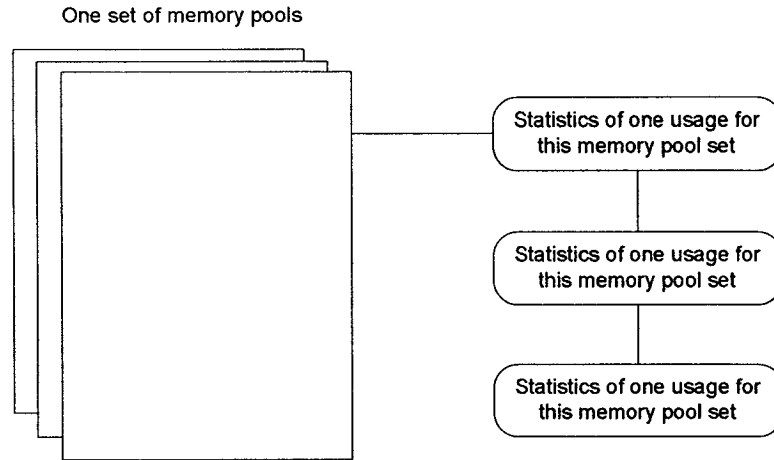 One set of memory pools
Statistics of one usage for
this memory pool set
Statistics of one usage for
this memory pool set
Statistics of one usage for
this memory pool set